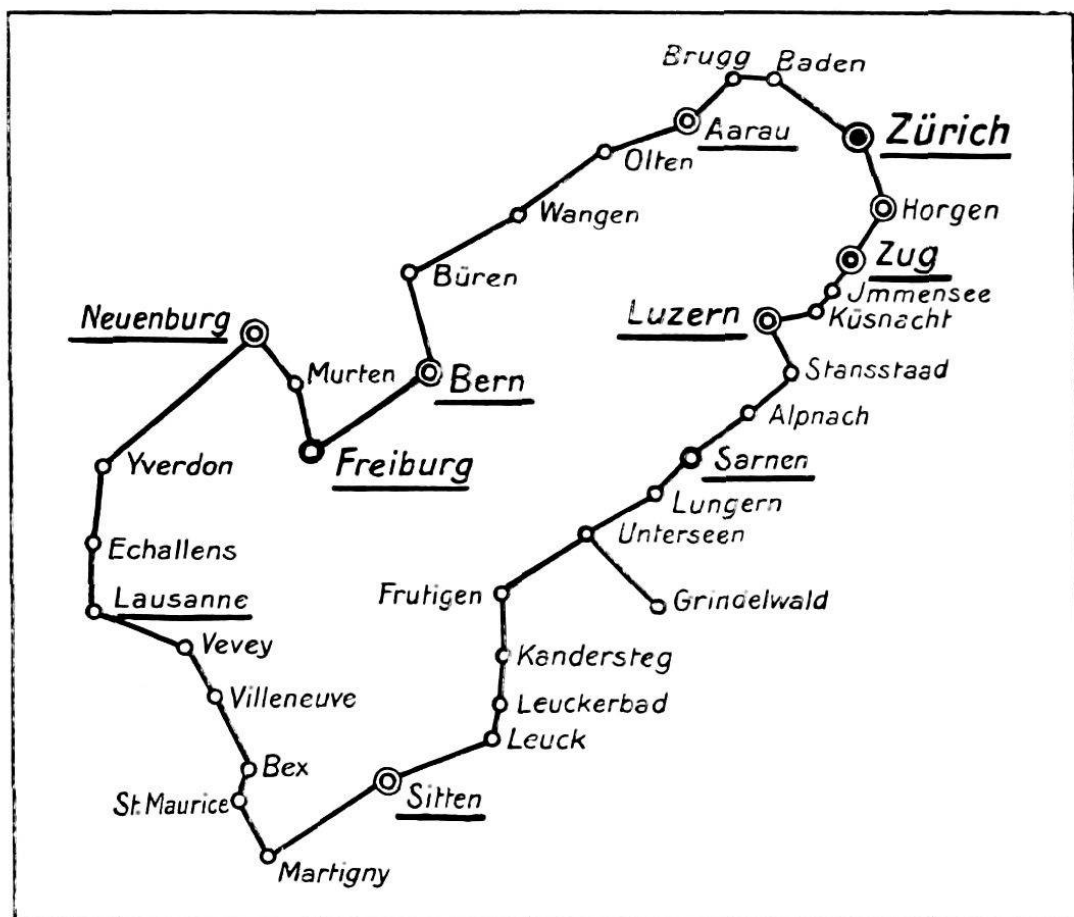 Brugg
Baden
Zürich
Aarau
Olten
Horgen
Wangen
Zug
Büren
Jmmensee
Küsnacht
Neuenburg
Luzern
Murten
Bern
Stansstaad
Alpnach
Freiburg
Sarnen
Yverdon
Lungern
Unterseen
Echallens
Frutigen
Grindelwald
Lausanne
Vevey
Kandersteg
Villeneuve
Leuckerbad
Leuck
Bex
St. Maurice
Sitten
Martigny